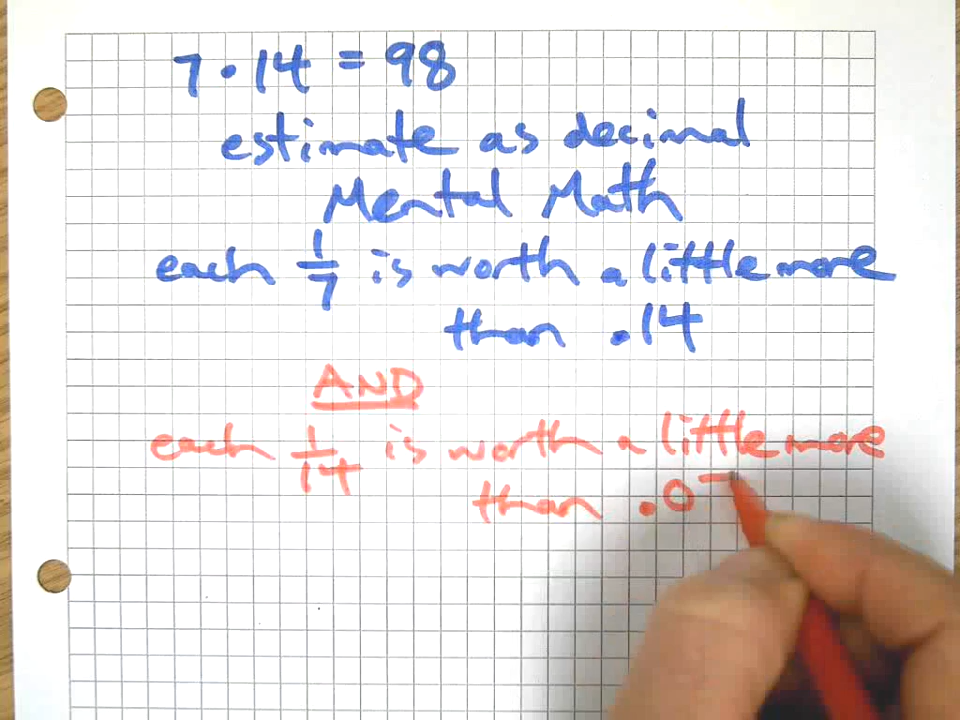 7 · 14 = 98
estimate as decimal
Mental Math
each 1/7 is worth a little more
than .14
AND
each 1/14 is worth a little more
than .0